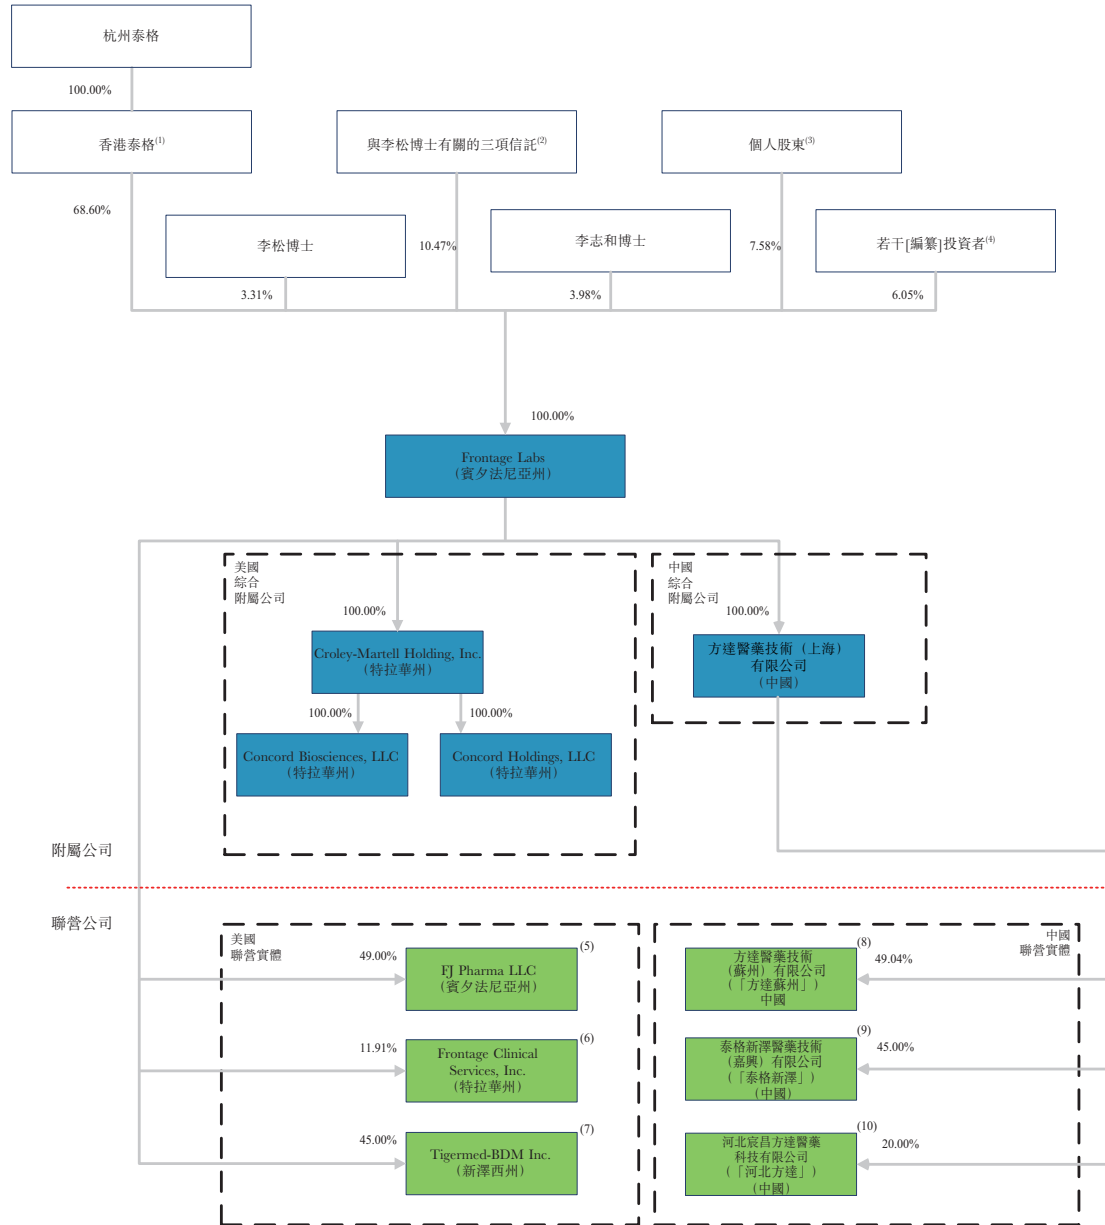 杭州泰格
100.00%
香港泰格(1)
與李松博士有關的三項信託(2)
個人股東(3)
68.60%
李松博士
10.47%
李志和博士
7.58%
若干[編纂]投資者(4)
3.31%
3.98%
6.05%
100.00%
Frontage Labs
(賓夕法尼亞州)
美國
綜合
附屬公司
中國
綜合
附屬公司
100.00%
100.00%
Croley-Martell Holding, Inc.
(特拉華州)
方達醫藥技術(上海)
有限公司
(中國)
100.00%
100.00%
Concord Biosciences, LLC
(特拉華州)
Concord Holdings, LLC
(特拉華州)
附屬公司
聯營公司
美國
聯營實體
中國
聯營實體
49.00%
FJ Pharma LLC
(賓夕法尼亞州)
(5)
方達醫藥技術
(蘇州)有限公司
(「方達蘇州」)
中國
(8)
49.04%
11.91%
Frontage Clinical
Services, Inc.
(特拉華州)
(6)
泰格新澤醫藥技術
(嘉興)有限公司
(「泰格新澤」)
(中國)
(9)
45.00%
45.00%
Tigermed-BDM Inc.
(新澤西州)
(7)
河北宸昌方達醫藥
科技有限公司
(「河北方達」)
(中國)
(10)
20.00%